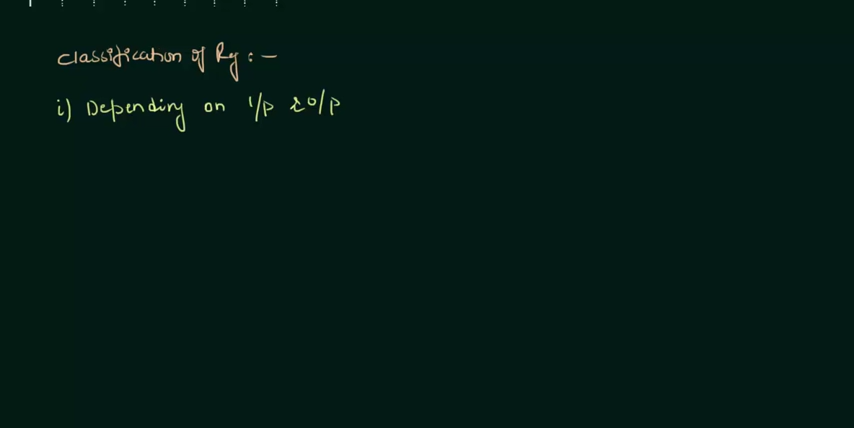 Classification of Rg : -
i) Depending on i/p & o/p